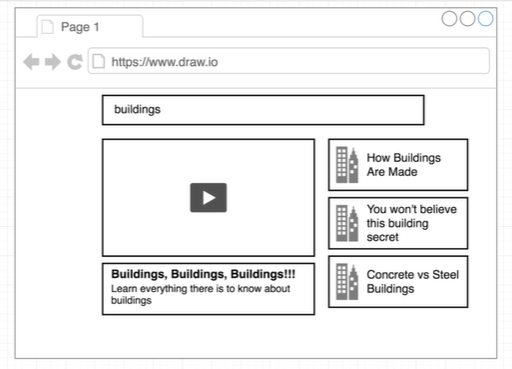 Page 1
https://www.draw.io
buildings
Buildings, Buildings, Buildings!!!
Learn everything there is to know about
buildings
How Buildings
Are Made
You won't believe
this building
secret
Concrete vs Steel
Buildings